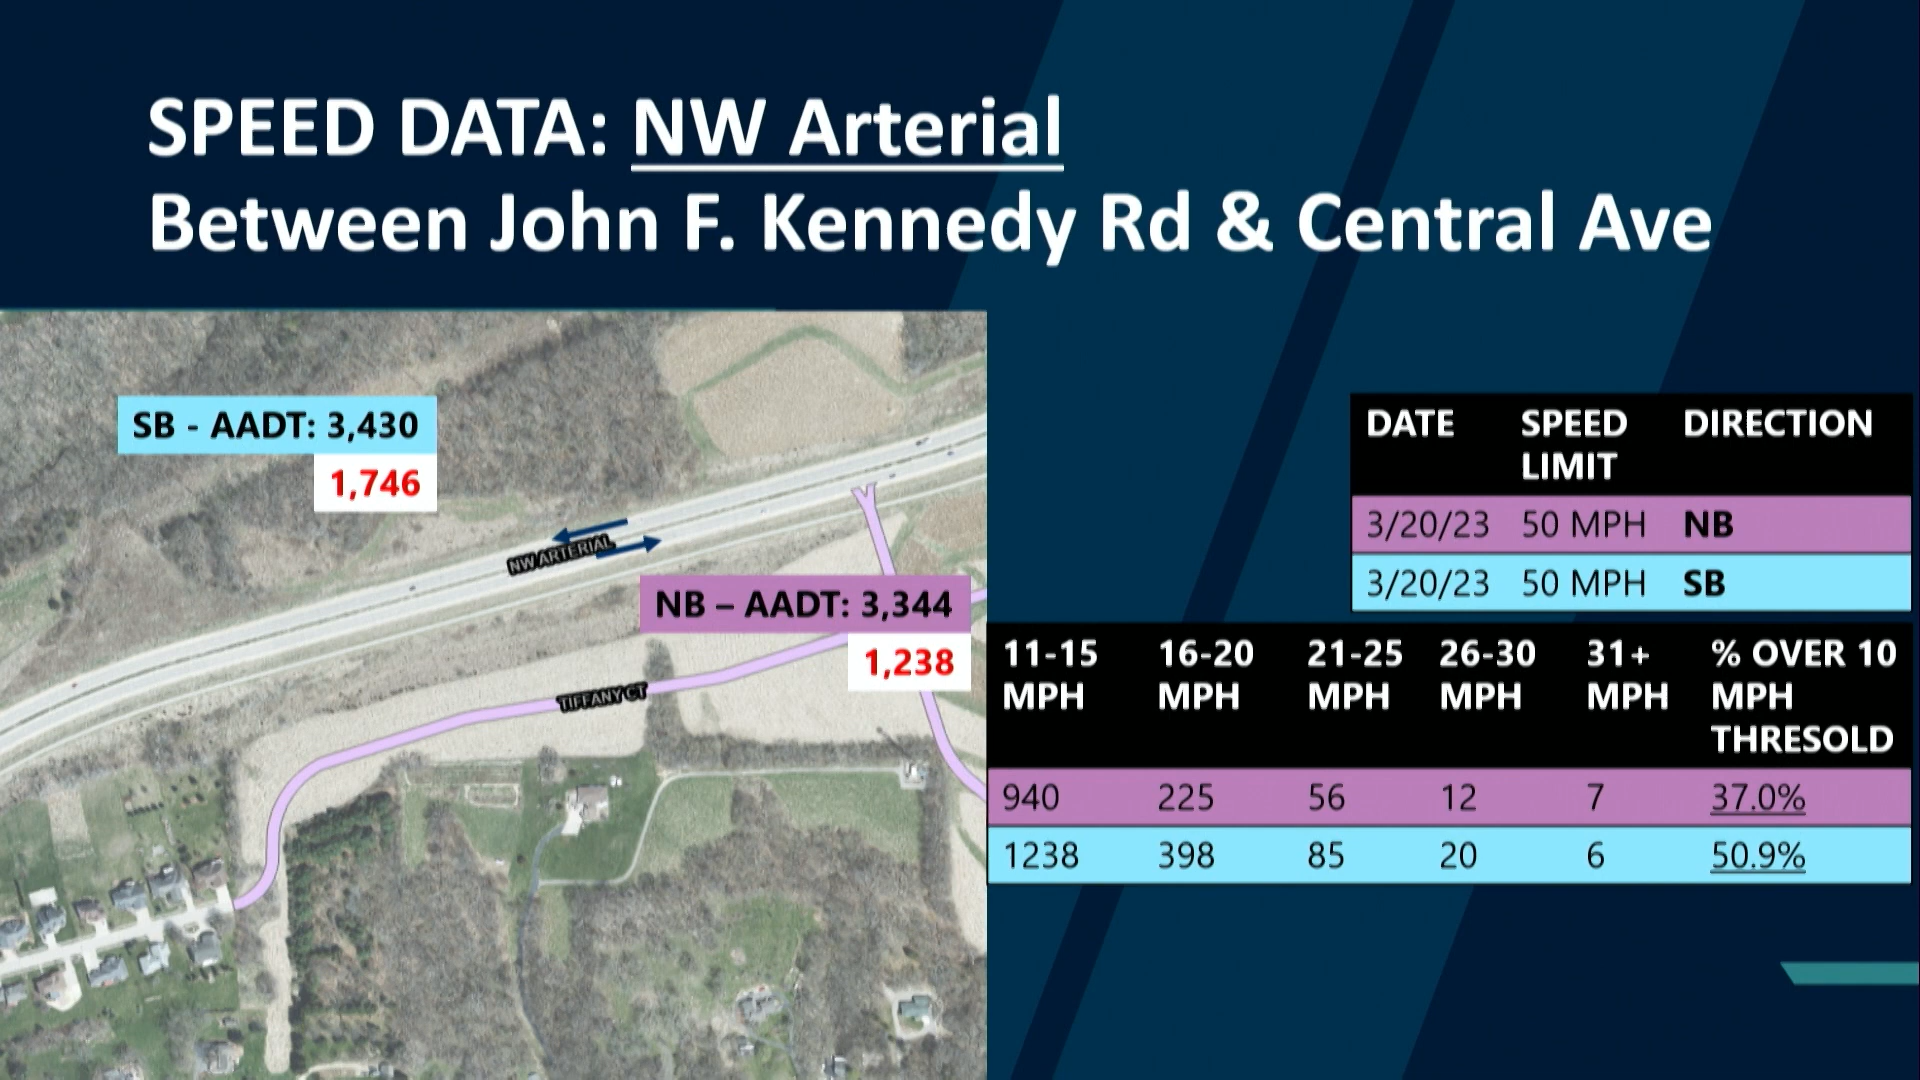 SPEED DATA: NW Arterial
Between John F. Kennedy Rd & Central Ave
SB - AADT: 3,430
1,746
NW ARTERIAL
NB – AADT: 3,344
1,238
TIFFANY CT
DATE SPEED LIMIT DIRECTION
3/20/23 50 MPH NB
3/20/23 50 MPH SB
11-15 MPH 16-20 MPH 21-25 MPH 26-30 MPH 31+ MPH % OVER 10 MPH THRESOLD
940 225 56 12 7 37.0%
1238 398 85 20 6 50.9%